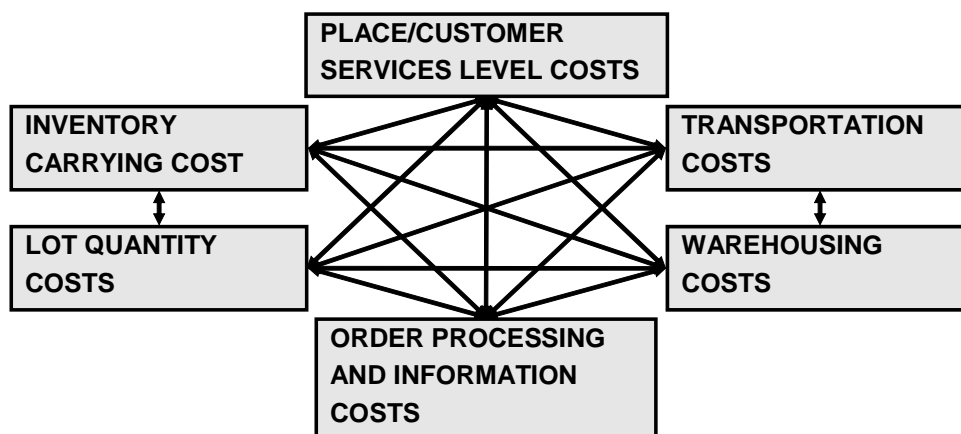 PLACE/CUSTOMER
SERVICES LEVEL COSTS
INVENTORY
CARRYING COST
TRANSPORTATION
COSTS
LOT QUANTITY
COSTS
WAREHOUSING
COSTS
ORDER PROCESSING
AND INFORMATION
COSTS